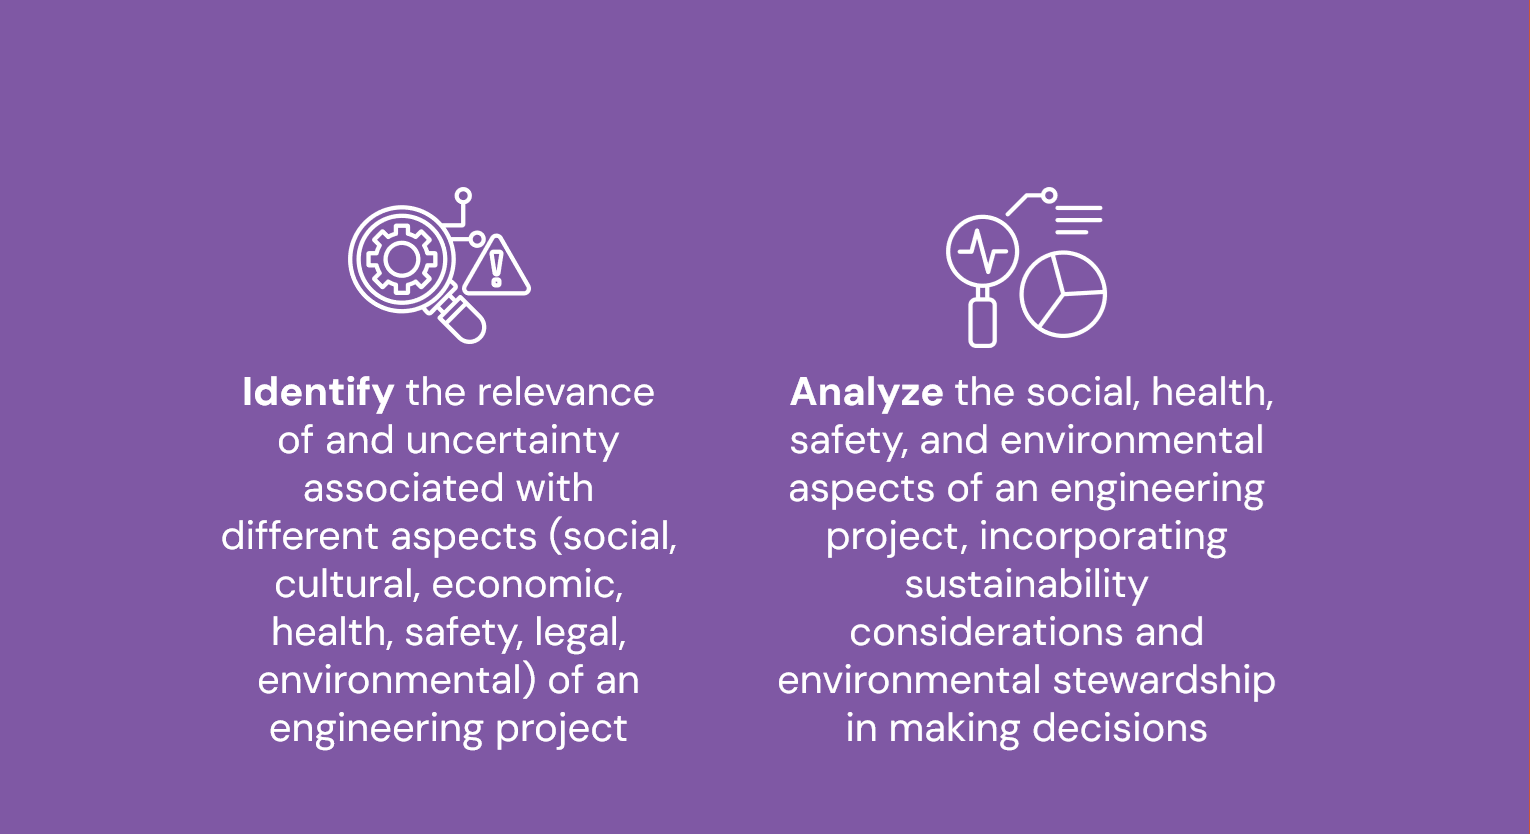 Identify the relevance
of and uncertainty
associated with
different aspects (social,
cultural, economic,
health, safety, legal,
environmental) of an
engineering project
Analyze the social, health,
safety, and environmental
aspects of an engineering
project, incorporating
sustainability
considerations and
environmental stewardship
in making decisions